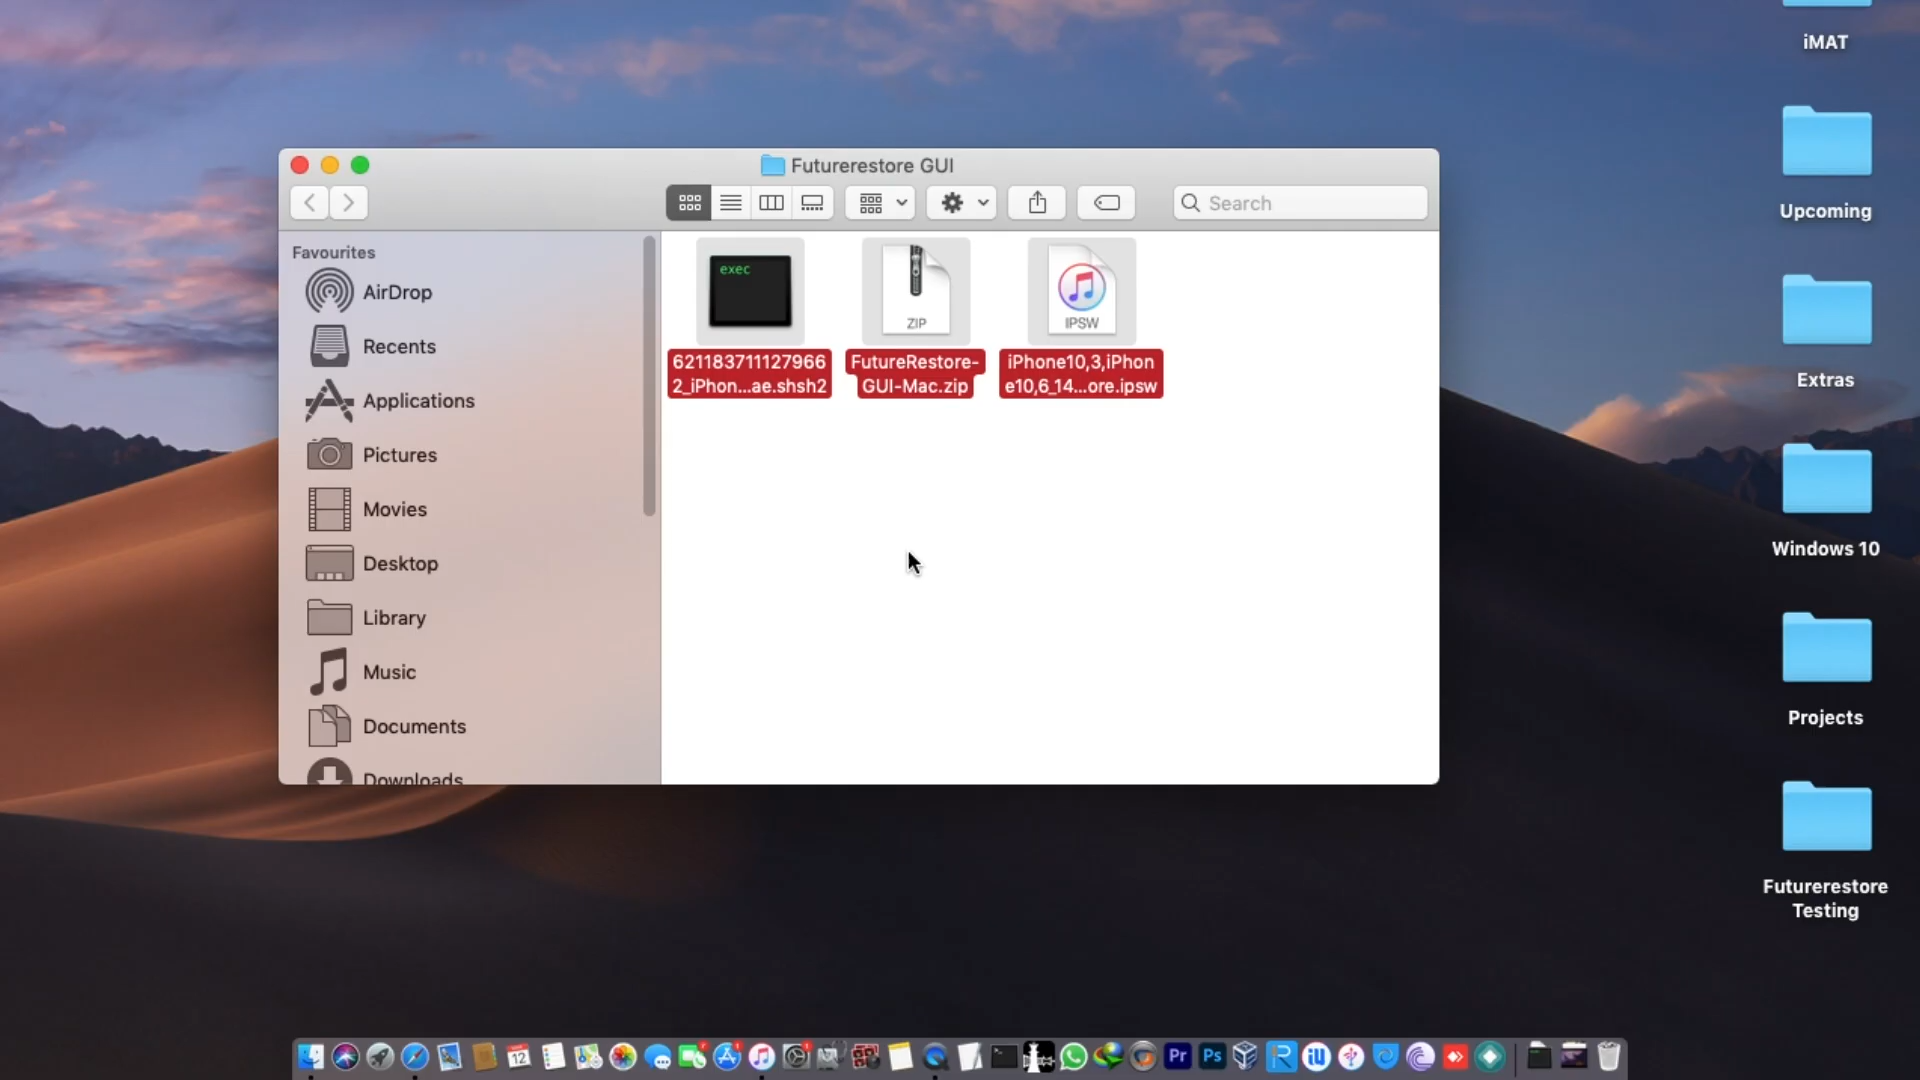 iMAT
Futurerestore GUI
Search
Upcoming
Favourites
AirDrop
exec
ZIP
IPSW
Recents
621183711127966
2_iPhon...ae.shsh2
FutureRestore-
GUI-Mac.zip
iPhone10,3,iPhon
e10,6_14...ore.ipsw
Extras
Applications
Pictures
Movies
Windows 10
Desktop
Library
Music
Projects
Documents
Downloads
Futurerestore
Testing
12
Pr
Ps
iU